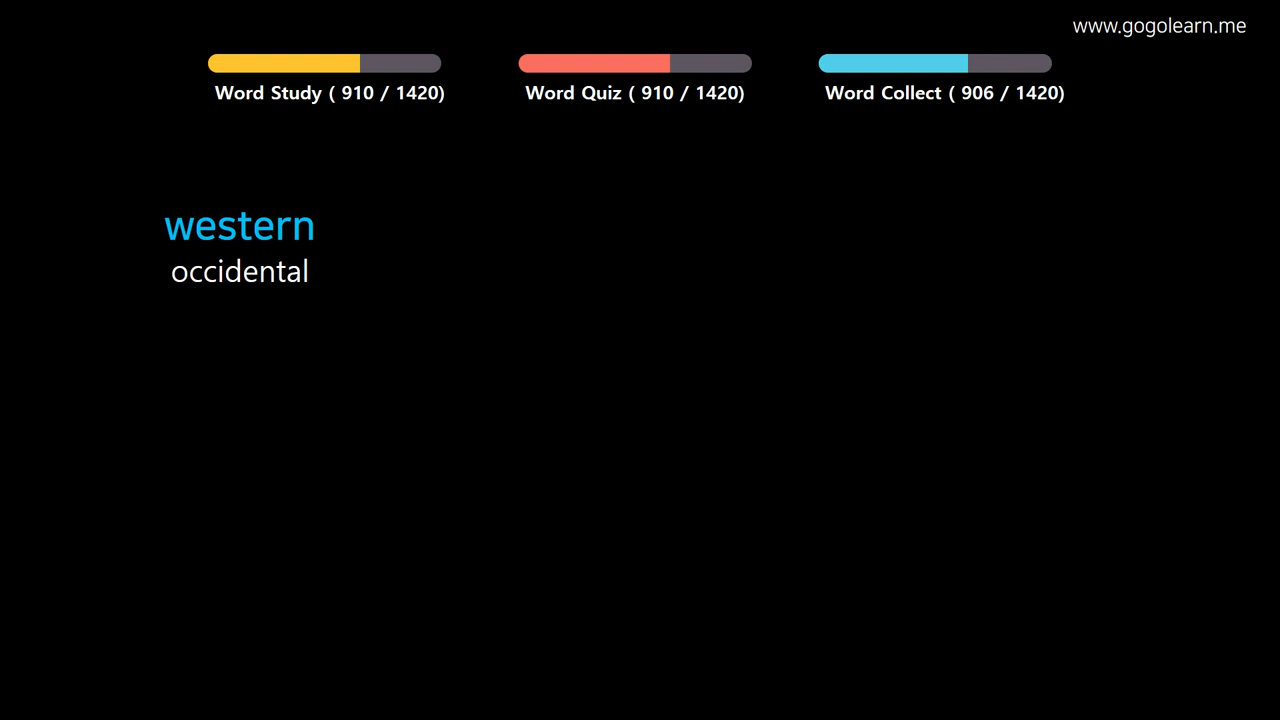 www.gogolearn.me
Word Study ( 910 / 1420)
Word Quiz ( 910 / 1420)
Word Collect ( 906 / 1420)
western
occidental